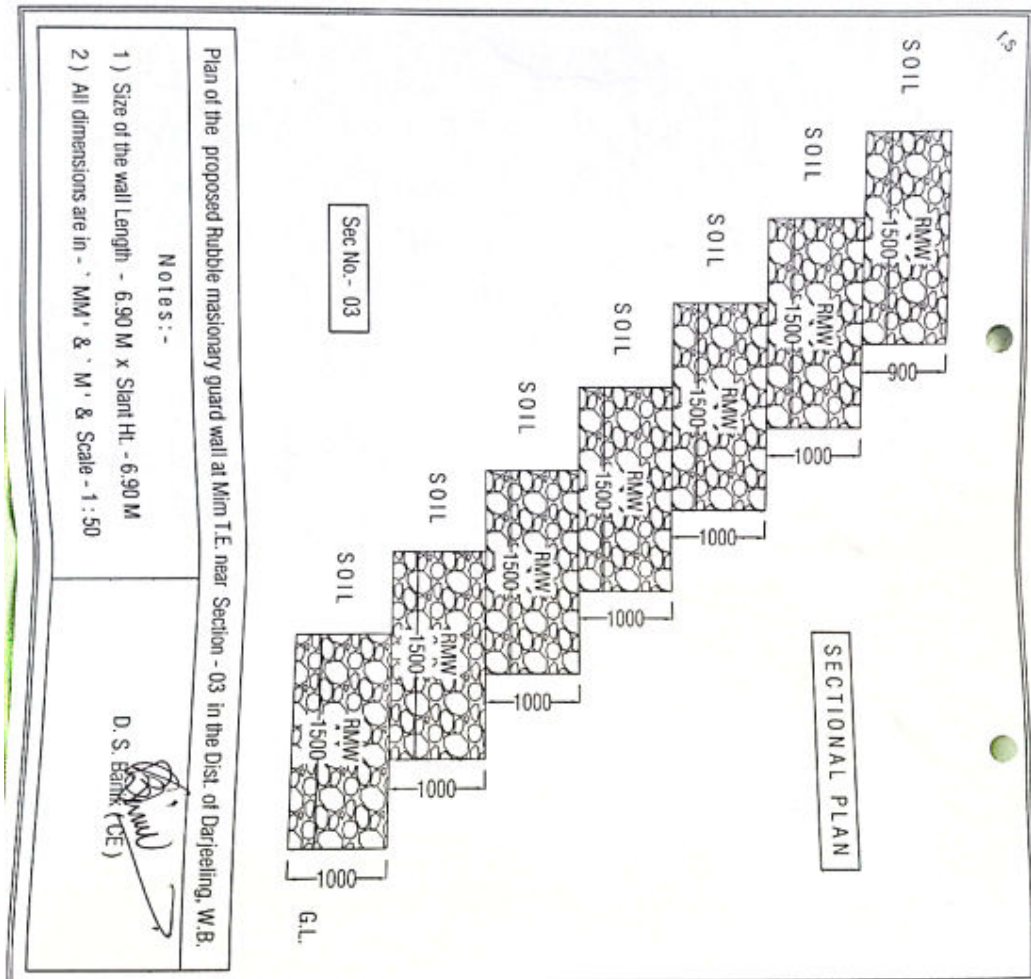 SOIL RMW
1500 900
SECTIONAL PLAN
SOIL RMW
1500 1000
SOIL RMW
1500 1000
SOIL RMW
1500 1000
SOIL RMW
1500 1000
SOIL RMW
1500 1000
Sec No.- 03
SOIL RMW
1500 1000
G.L.
Plan of the proposed Rubble masionary guard wall at Mim T.E. near Section - 03 in the Dist. of Darjeeling, W.B.
Notes:-
1 ) Size of the wall Length - 6.90 M x Slant Ht. - 6.90 M
2 ) All dimensions are in - ` MM ' & ` M ' & Scale - 1 : 50
D. S. (CE )